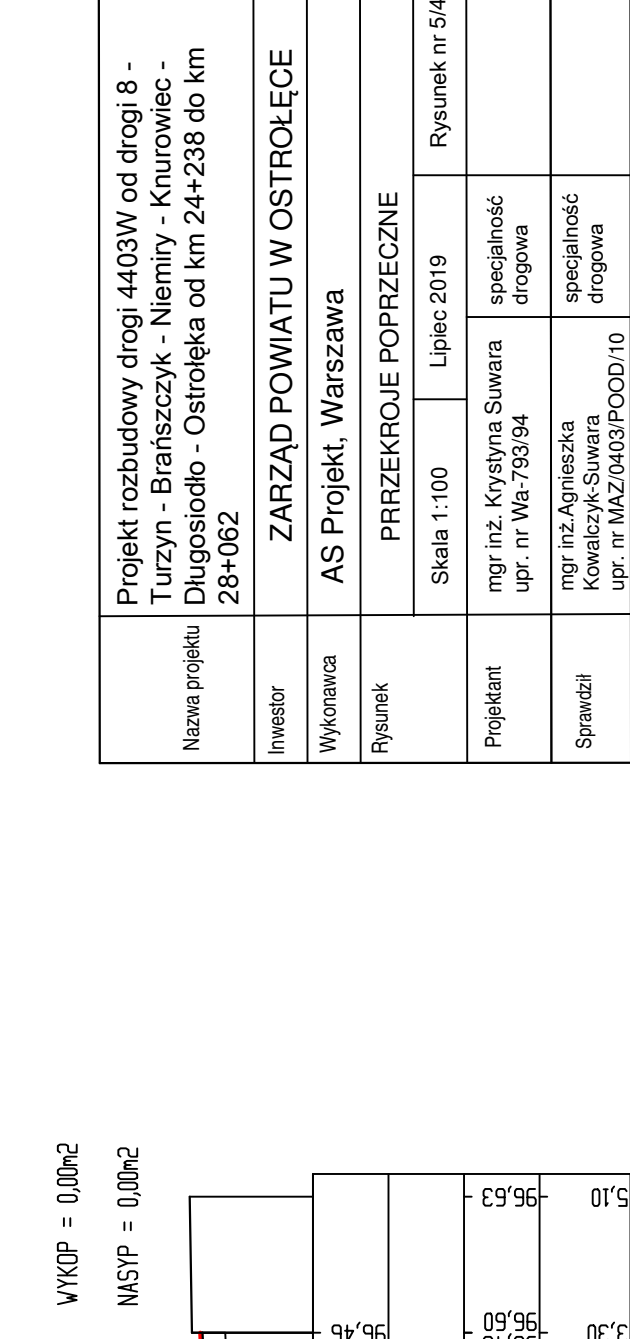 Nazwa projektu
Projekt rozbudowy drogi 4403W od drogi 8 -
Turzyn - Brańszczyk - Niemiry - Knurowiec -
Długosiodło - Ostrołęka od km 24+238 do km
28+062
Inwestor
ZARZĄD POWIATU W OSTROŁĘCE
Wykonawca
AS Projekt, Warszawa
Rysunek
PRRZEKROJE POPRZECZNE
Skala 1:100
Lipiec 2019
Rysunek nr 5/4
Projektant
mgr inż. Krystyna Suwara
upr. nr Wa-793/94
specjalność
drogowa
Sprawdził
mgr inż.Agnieszka
Kowalczyk-Suwara
upr. nr MAZ/0403/POOD/10
specjalność
drogowa
WYKOP = 0,00m2
NASYP = 0,00m2
96,46
96,60
96,63
3,30
5,10